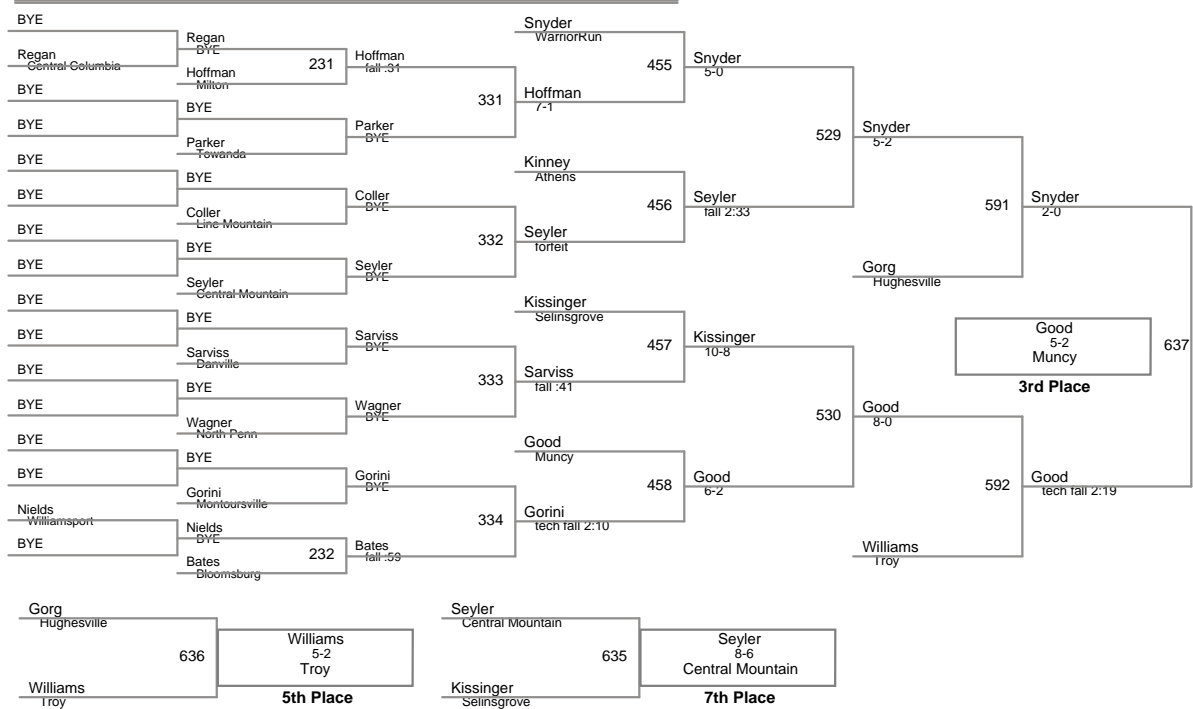 BYE
Regan
Central Columbia
BYE
BYE
BYE
BYE
BYE
BYE
BYE
BYE
BYE
BYE
BYE
BYE
Nields
Williamsport
BYE
Regan
BYE
Hoffman
Milton
231
BYE
Parker
Towanda
BYE
Coller
Line Mountain
BYE
Seyler
Central Mountain
BYE
Sarviss
Danville
BYE
Wagner
North Penn
BYE
Gorini
Montoursville
Nields
BYE
Bates
Bloomsburg
232
Hoffman
fall :31
331
Parker
BYE
Coller
BYE
332
Seyler
BYE
Sarviss
BYE
333
Wagner
BYE
Gorini
BYE
334
Bates
fall :59
Snyder
WarriorRun
455
Hoffman
7-1
Kinney
Athens
456
Seyler
forfeit
Kissinger
Selinsgrove
457
Sarviss
fall :41
Good
Muncy
458
Gorini
tech fall 2:10
Snyder
5-0
529
Seyler
fall 2:33
Kissinger
10-8
530
Good
6-2
Snyder
5-2
591
Gorg
Hughesville
Good
8-0
592
Williams
Troy
Snyder
2-0
637
Good
tech fall 2:19
Good
5-2
Muncy
3rd Place
Gorg
Hughesville
636
Williams
Troy
Williams
5-2
Troy
5th Place
Seyler
Central Mountain
635
Kissinger
Selinsgrove
Seyler
8-6
Central Mountain
7th Place